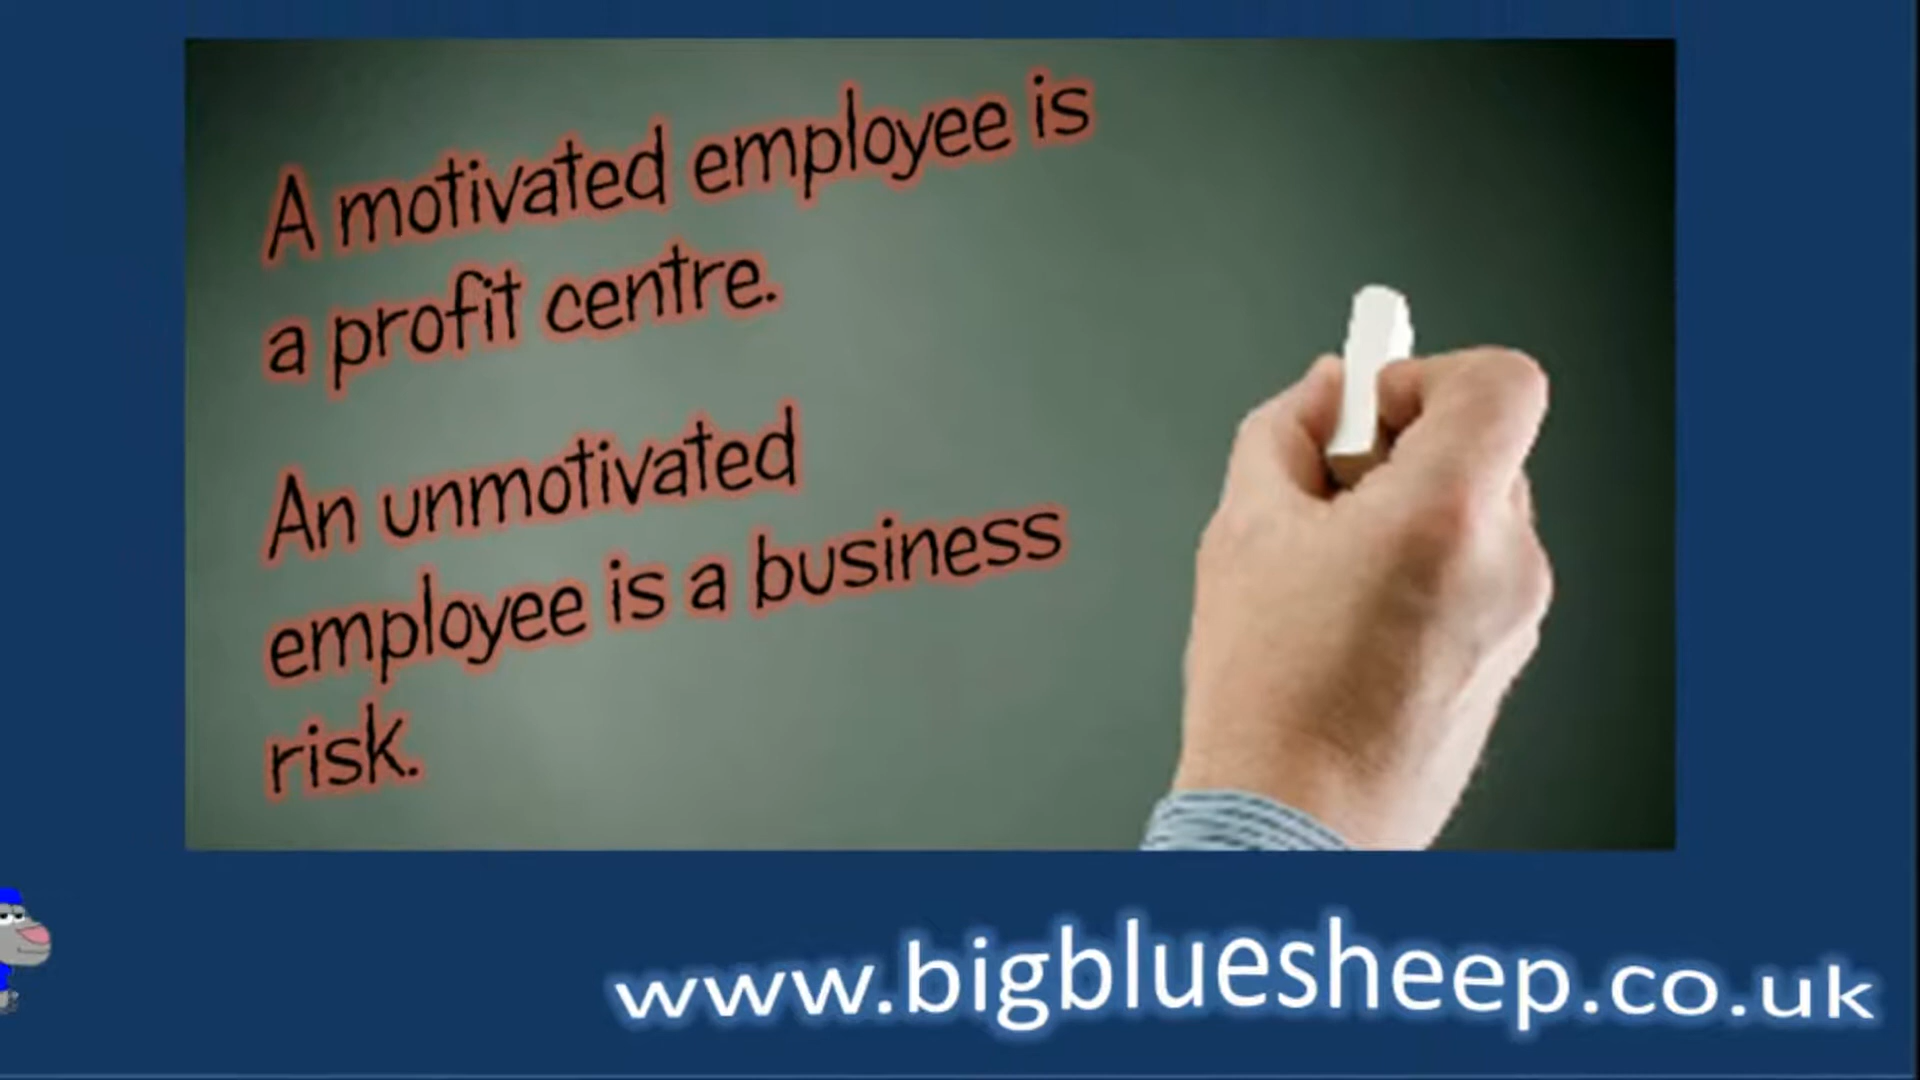 A motivated employee is
a profit centre.
An unmotivated
employee is a business
risk.
www.bigbluesheep.co.uk